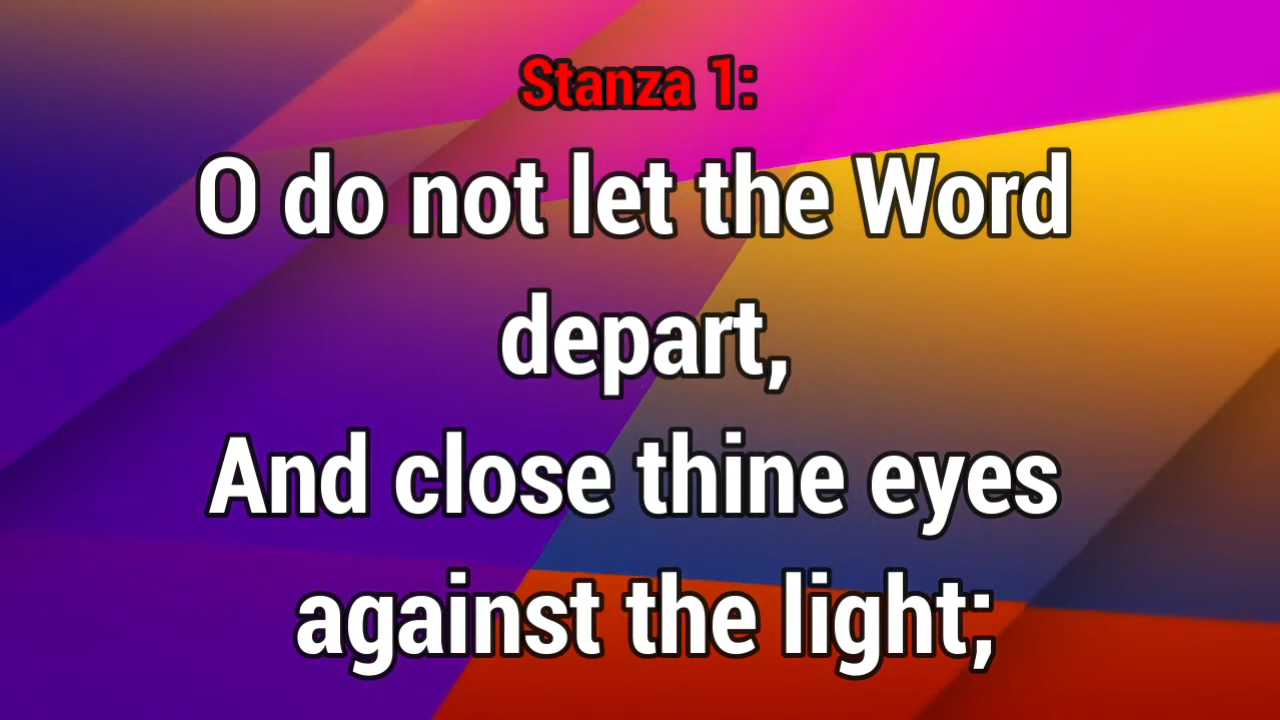 Stanza 1:
O do not let the Word
depart,
And close thine eyes
against the light;